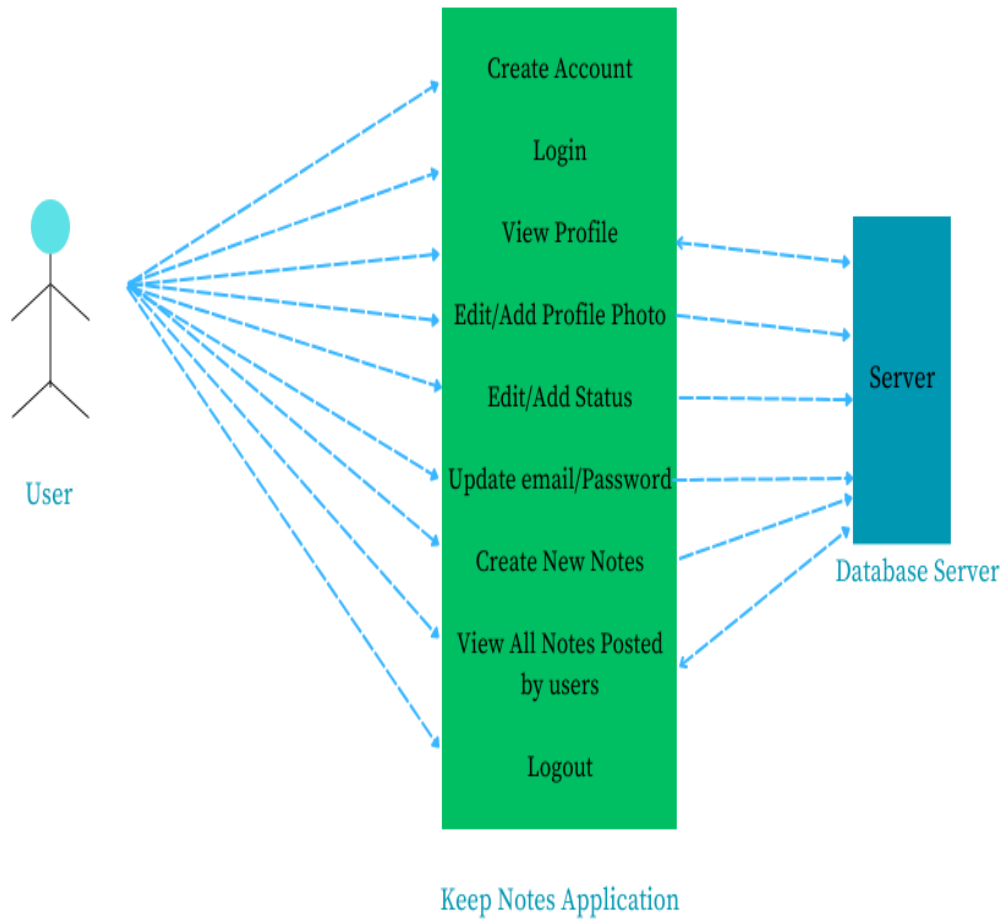 Create Account
Login
View Profile
Edit/Add Profile Photo
Edit/Add Status
Update email/Password
Create New Notes
View All Notes Posted
by users
Logout
User
Server
Database Server
Keep Notes Application